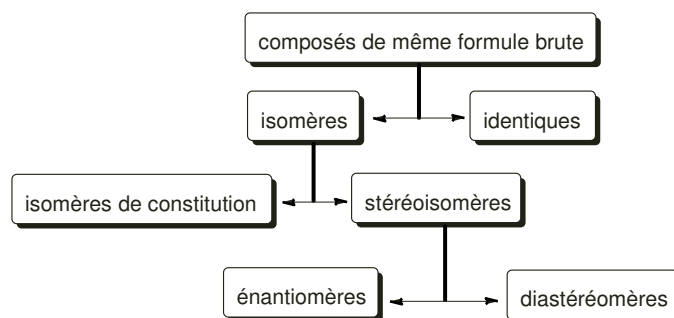 composés de même formule brute
isomères
identiques
isomères de constitution
stéréoisomères
énantiomères
diastéréomères